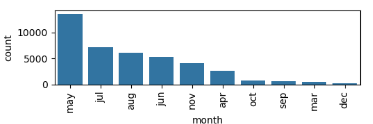 10000
5000
0
count
may
jul
aug
jun
nov
apr
oct
sep
mar
dec
month